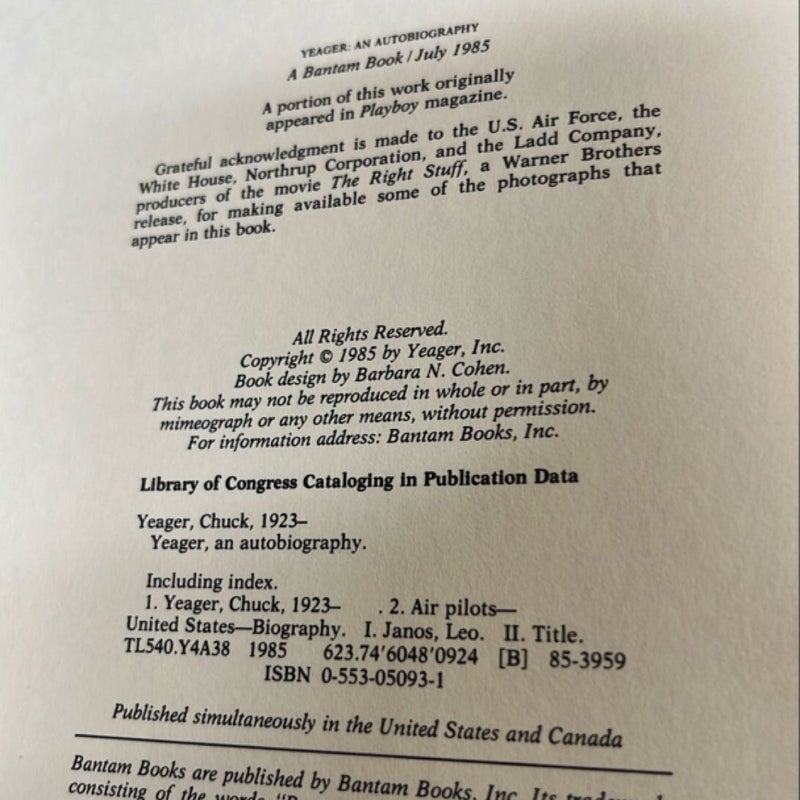 YEAGER: AN AUTOBIOGRAPHY
A Bantam Book / July 1985
A portion of this work originally
appeared in Playboy magazine.
Grateful acknowledgment is made to the U.S. Air Force, the
White House, Northrup Corporation, and the Ladd Company,
producers of the movie The Right Stuff, a Warner Brothers
release, for making available some of the photographs that
appear in this book.
All Rights Reserved.
Copyright © 1985 by Yeager, Inc.
Book design by Barbara N. Cohen.
This book may not be reproduced in whole or in part, by
mimeograph or any other means, without permission.
For information address: Bantam Books, Inc.
Library of Congress Cataloging in Publication Data
Yeager, Chuck, 1923–
Yeager, an autobiography.
Including index.
1. Yeager, Chuck, 1923– . 2. Air pilots—
United States—Biography. I. Janos, Leo. II. Title.
TL540.Y4A38 1985 623.74'6048'0924 [B] 85-3959
ISBN 0-553-05093-1
Published simultaneously in the United States and Canada
Bantam Books are published by Bantam Books, Inc. Its
consisting of the words